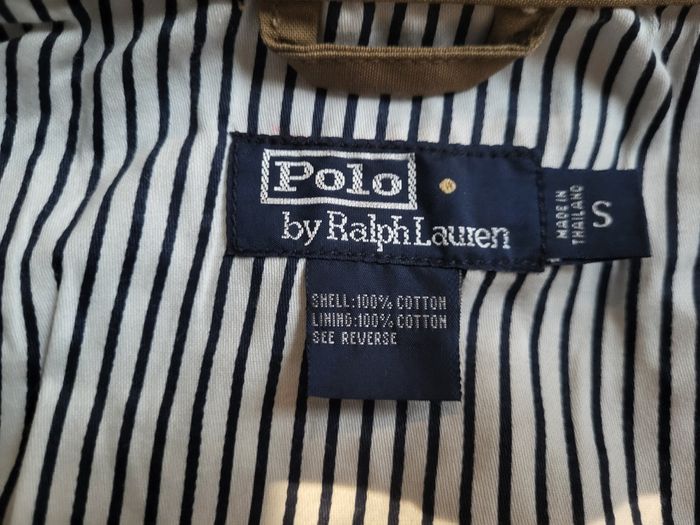 Polo
by Ralph Lauren
MADE IN
THAILAND
S
SHELL:100% COTTON
LINING:100% COTTON
SEE REVERSE